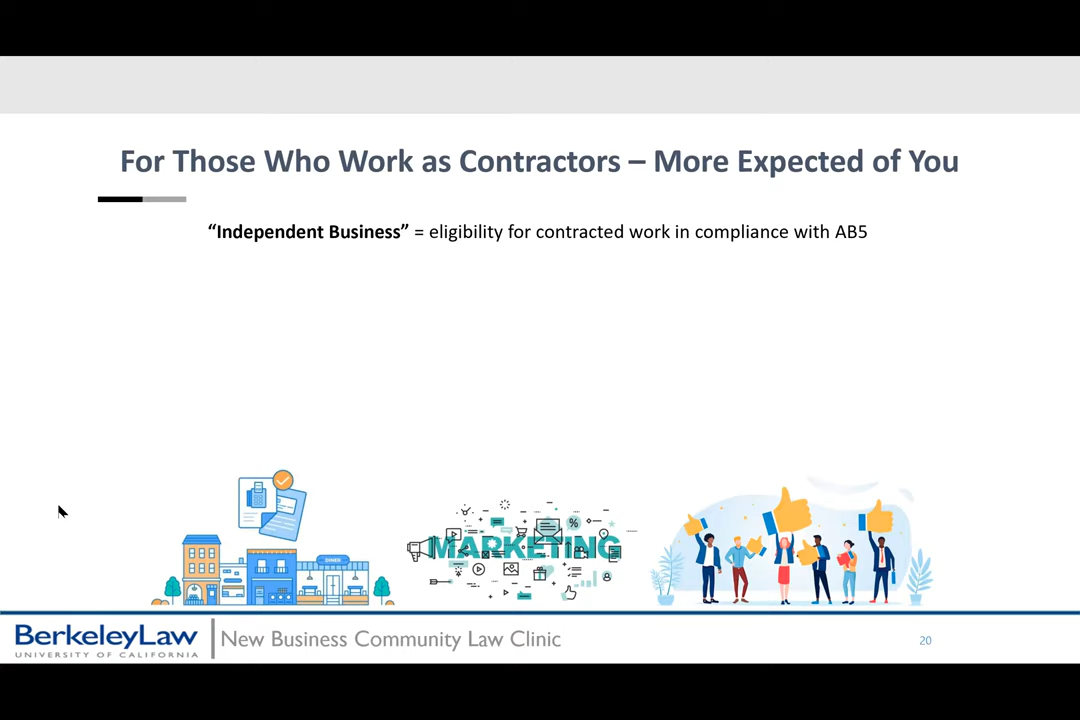 For Those Who Work as Contractors – More Expected of You
“Independent Business” = eligibility for contracted work in compliance with AB5
DINER
MARKETING
%
BerkeleyLaw
UNIVERSITY OF CALIFORNIA
New Business Community Law Clinic
20